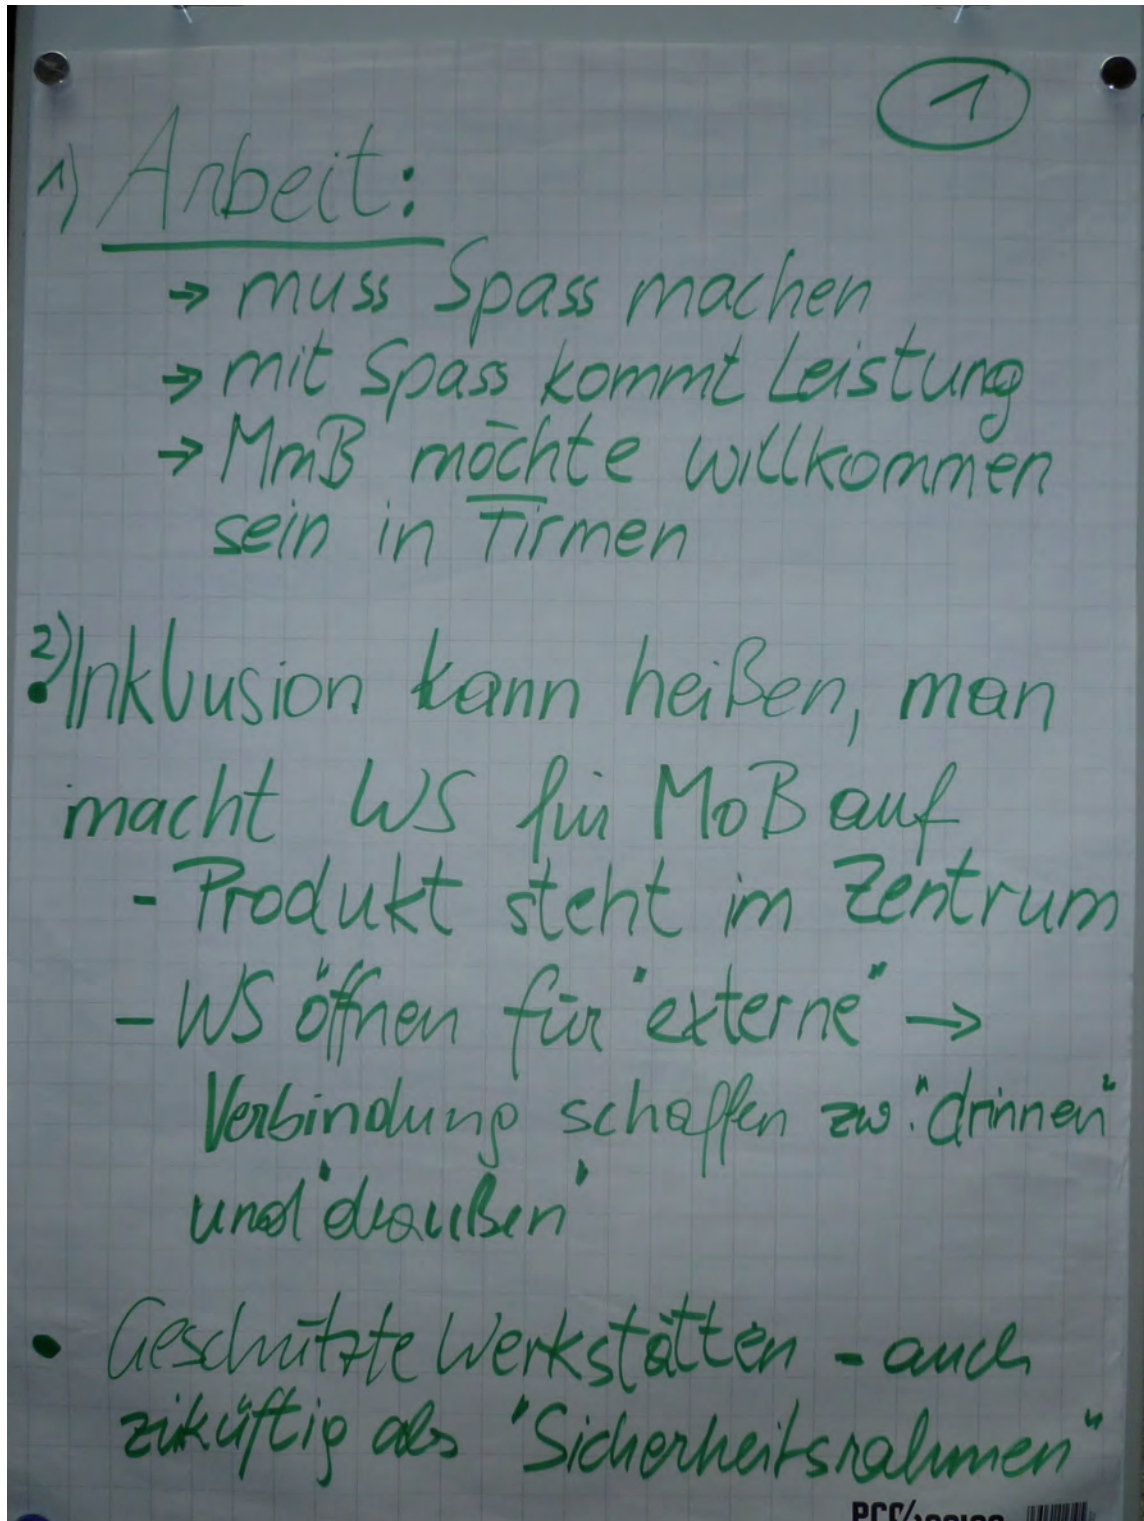 1
1) Arbeit:
→ muss Spass machen
→ mit Spass kommt Leistung
→ MmB möchte willkommen
sein in Firmen
2)
• Inklusion kann heißen, man
macht WS für MoB auf
- Produkt steht im Zentrum
- WS öffnen für "externe" →
Verbindung schaffen zw. "drinnen"
und "draußen"
• Geschützte Werkstätten - auch
zuküftig als "Sicherheitsrahmen"